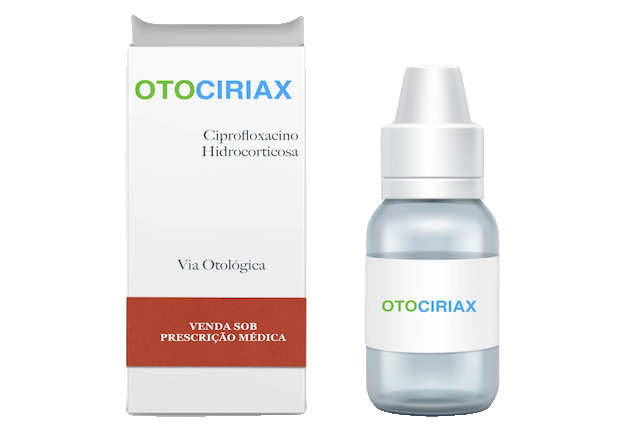 OTOCIRIAX
Ciprofloxacino
Hidrocorticosa
Via Otológica
VENDA SOB
PRESCRIÇÃO MÉDICA
OTOCIRIAX